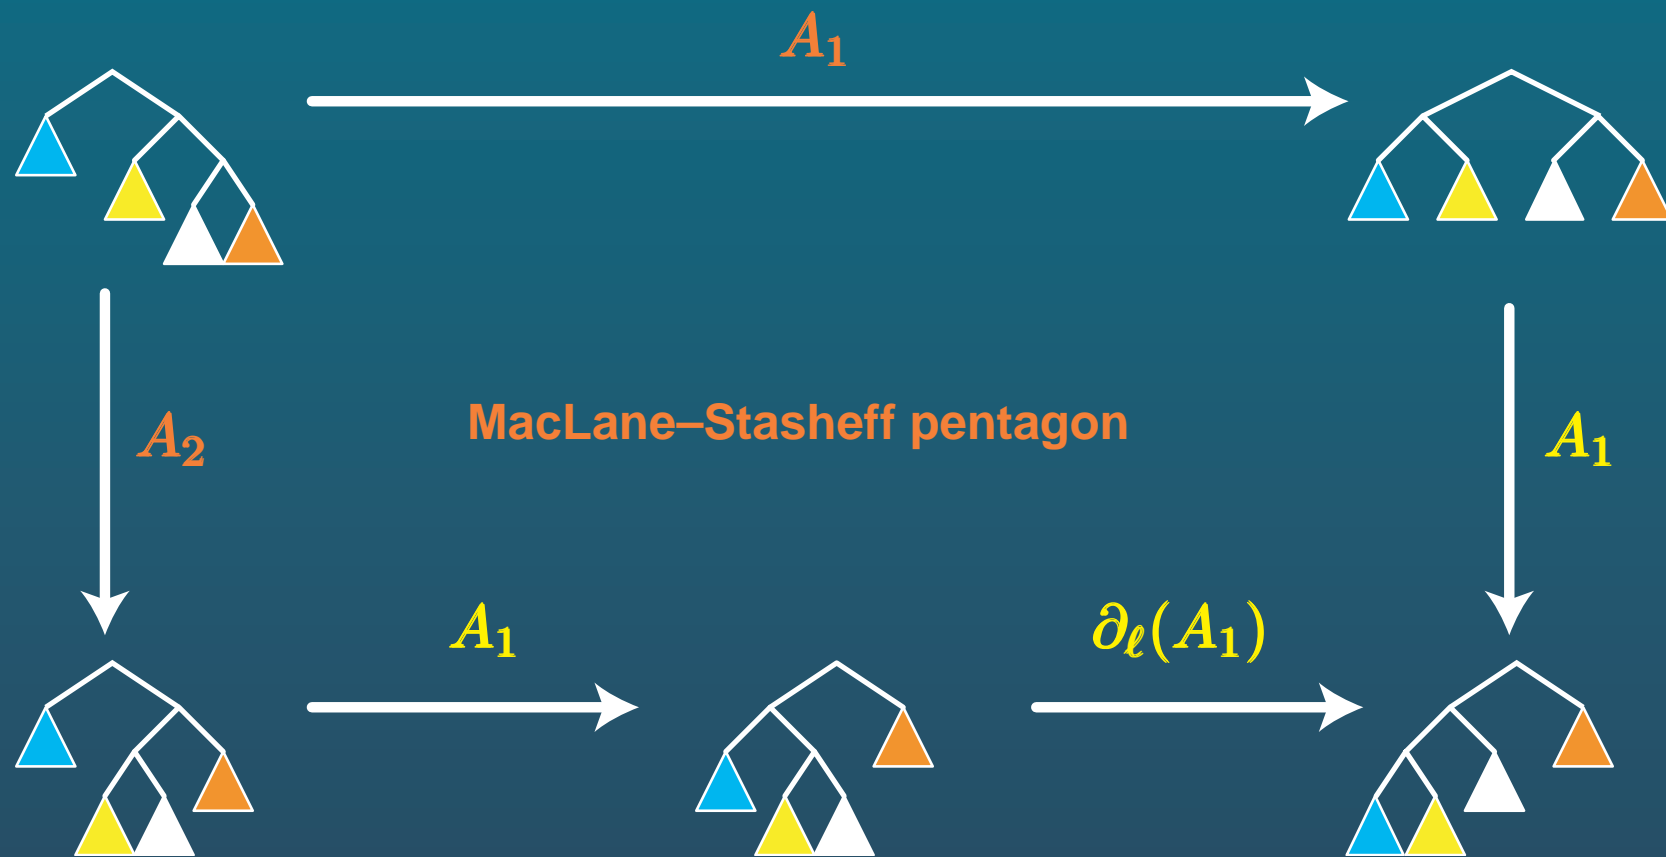 A₁
A₂
MacLane–Stasheff pentagon
A₁
A₁
∂ℓ(A₁)